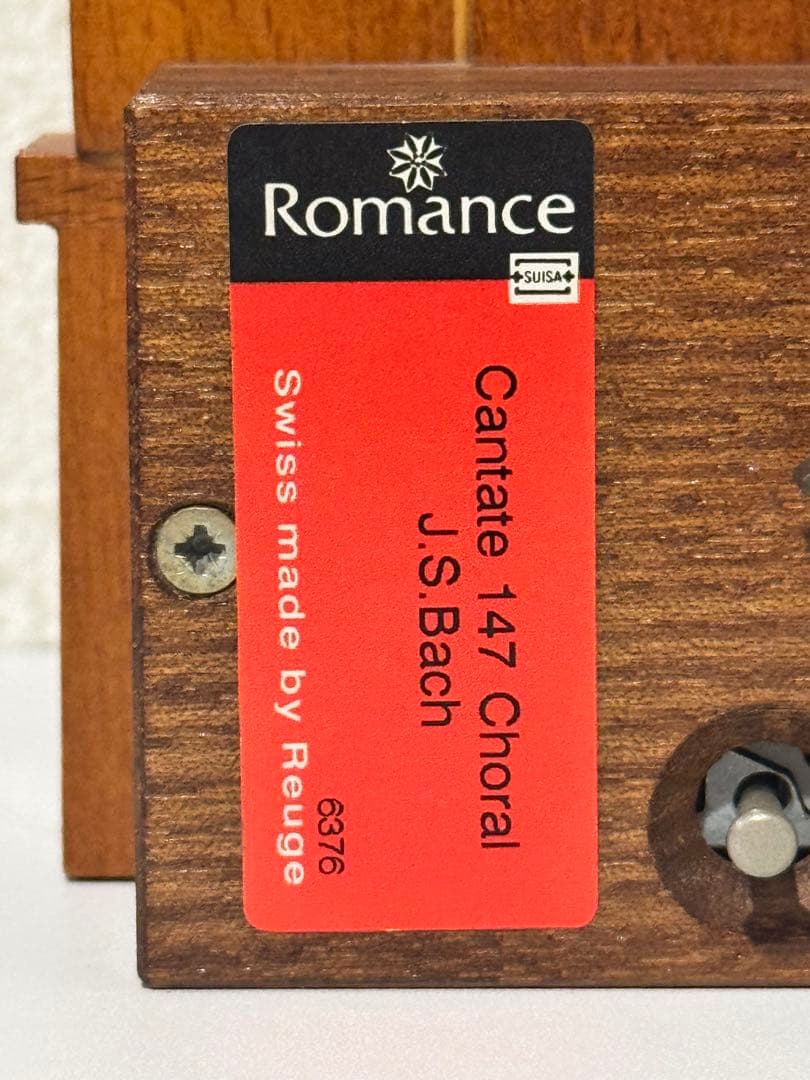 Romance
SUISA
Cantate 147 Choral
J.S.Bach
6376
Swiss made by Reuge